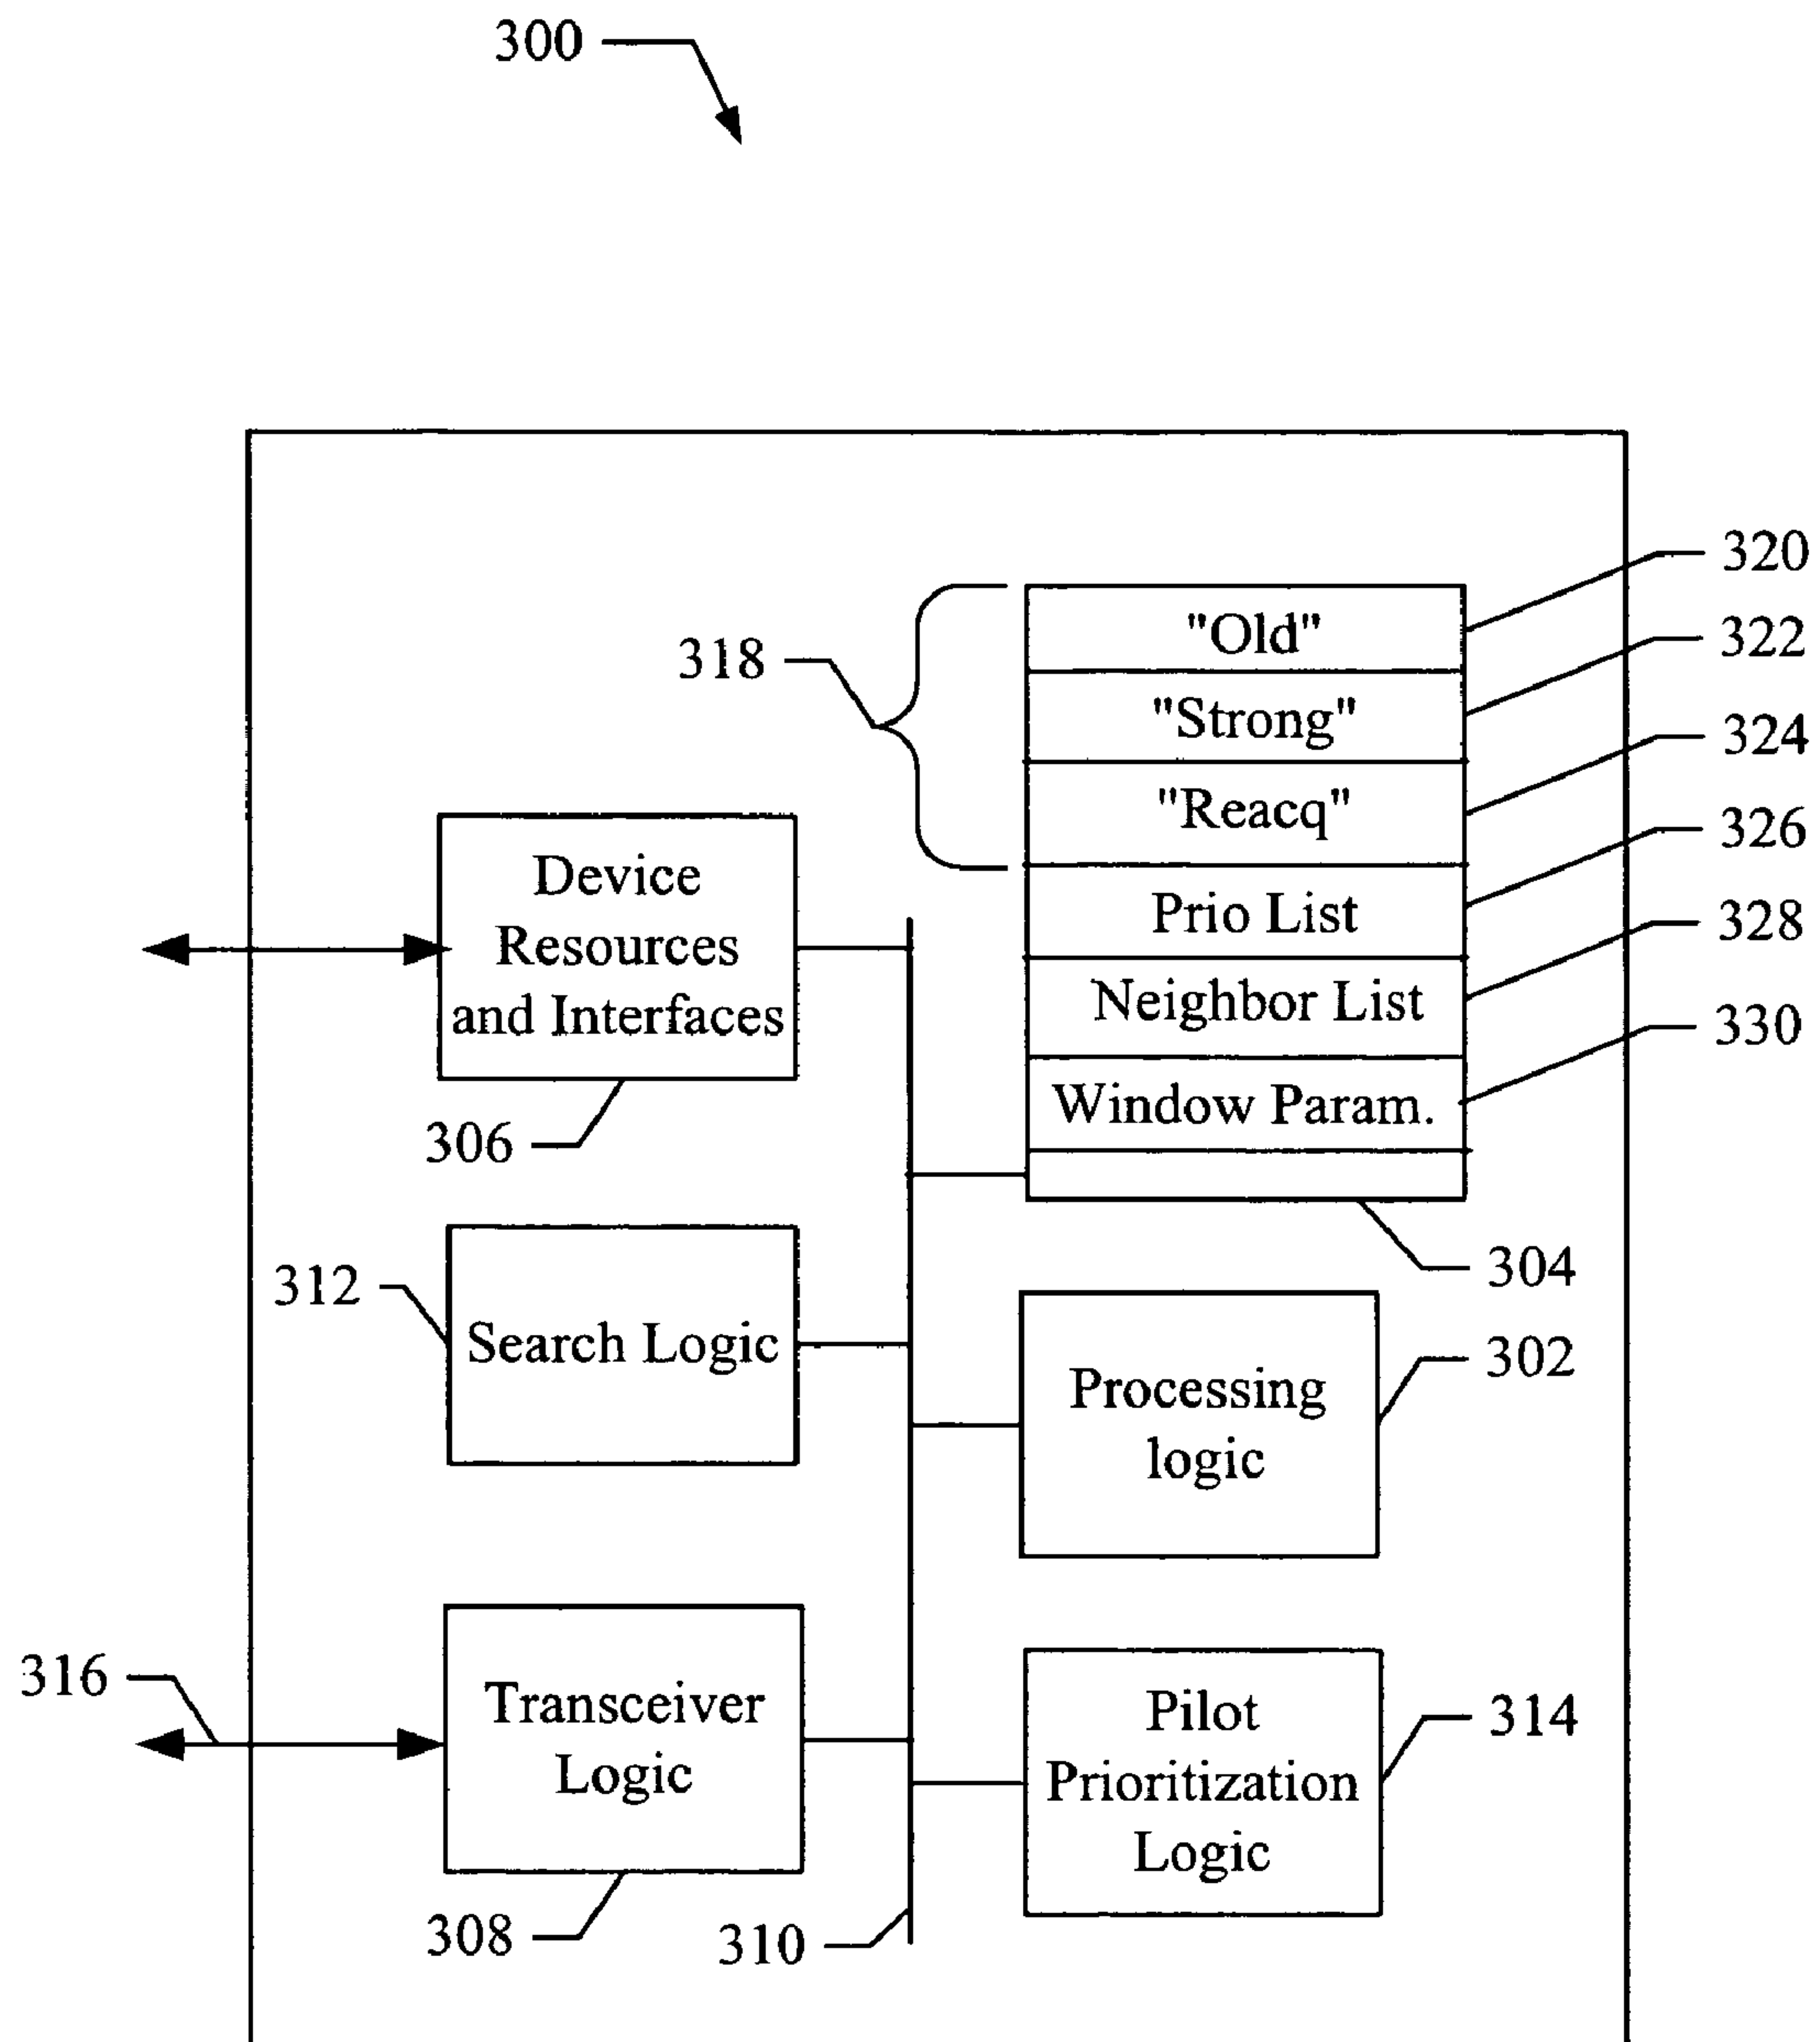 300
"Old"
320
"Strong"
322
318
"Reacq"
324
Prio List
326
Neighbor List
328
Window Param.
330
304
Device
Resources
and Interfaces
306
312
Search Logic
Processing
logic
302
316
Transceiver
Logic
308
310
Pilot
Prioritization
Logic
314